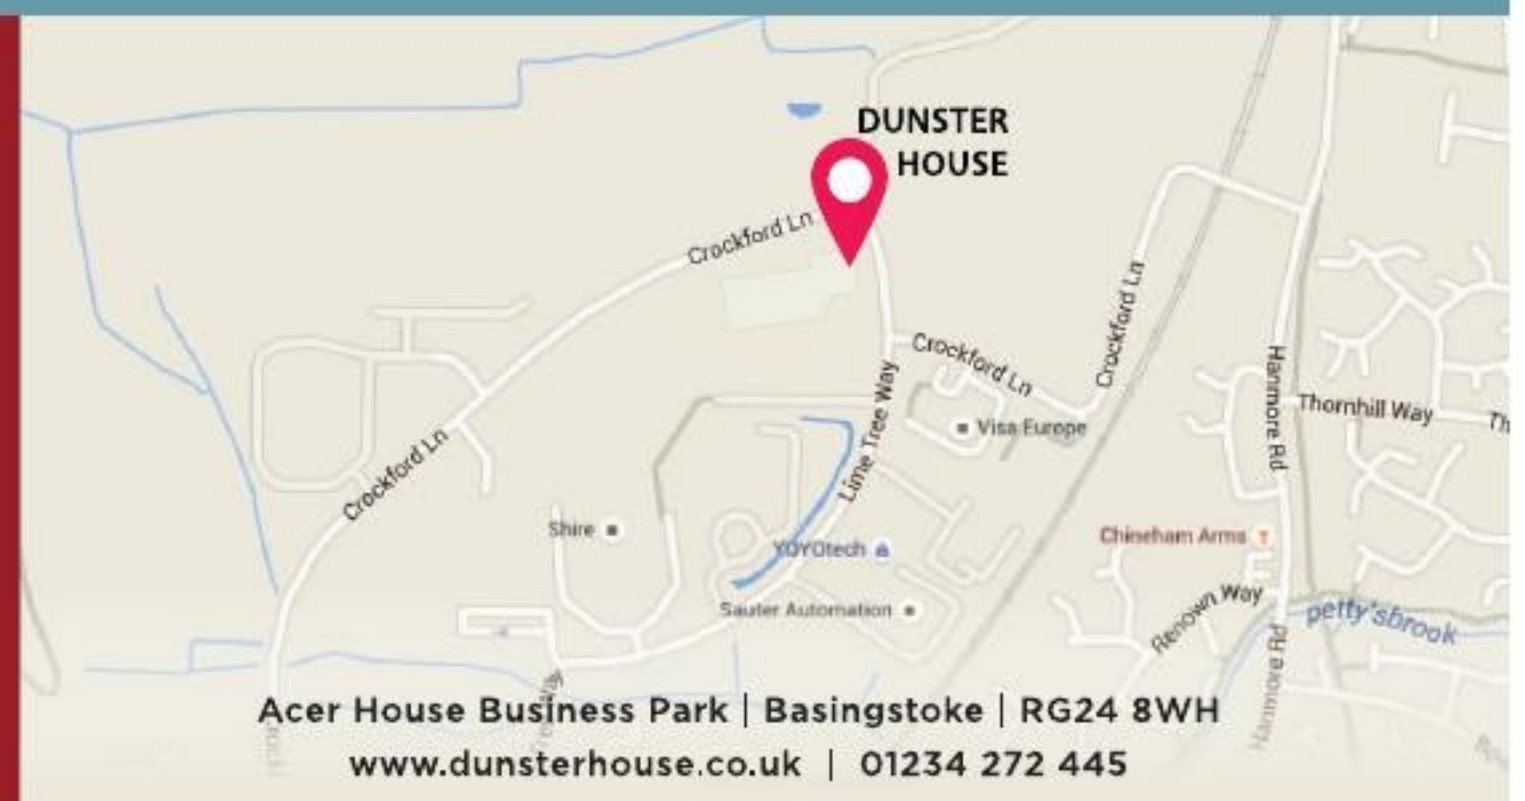 DUNSTER
HOUSE
Crockford Ln
Crockford Ln
Crockford Ln
Hanmore Rd
Lime Tree Way
Thornhill Way
Th
Visa Europe
Crockford Ln
Shire
YOYOtech
Chineham Arms
Sauter Automation
Renown Way
petty'sbrook
Hanmore Rd
Acer House Business Park | Basingstoke | RG24 8WH
www.dunsterhouse.co.uk | 01234 272 445